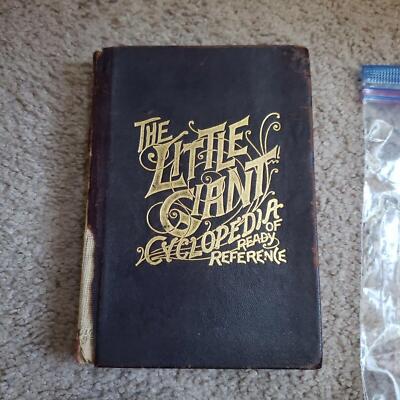 THE
LITTLE
GIANT
CYCLOPEDIA
OF
READY
REFERENCE